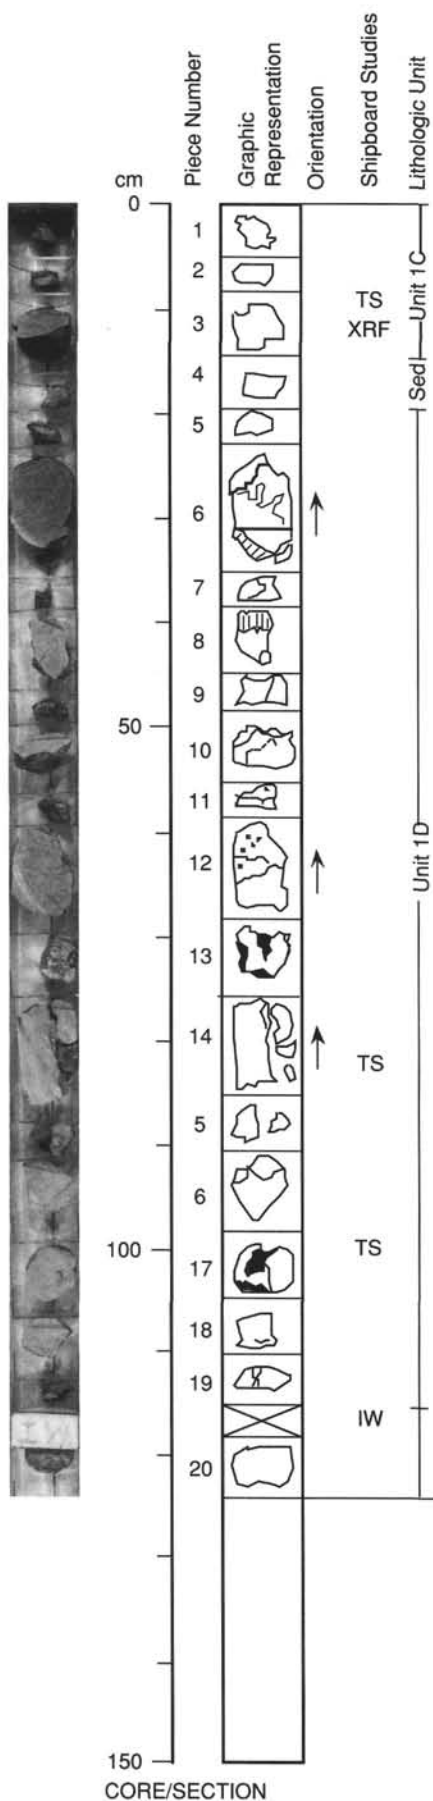 cm
Piece Number
Graphic
Representation
Orientation
Shipboard Studies
Lithologic Unit
0
1
2
3
TS
XRF
Unit 1C
4
Sed
5
6
7
8
9
50
10
11
12
Unit 1D
13
14
TS
5
6
100
TS
17
18
19
IW
20
150
CORE/SECTION